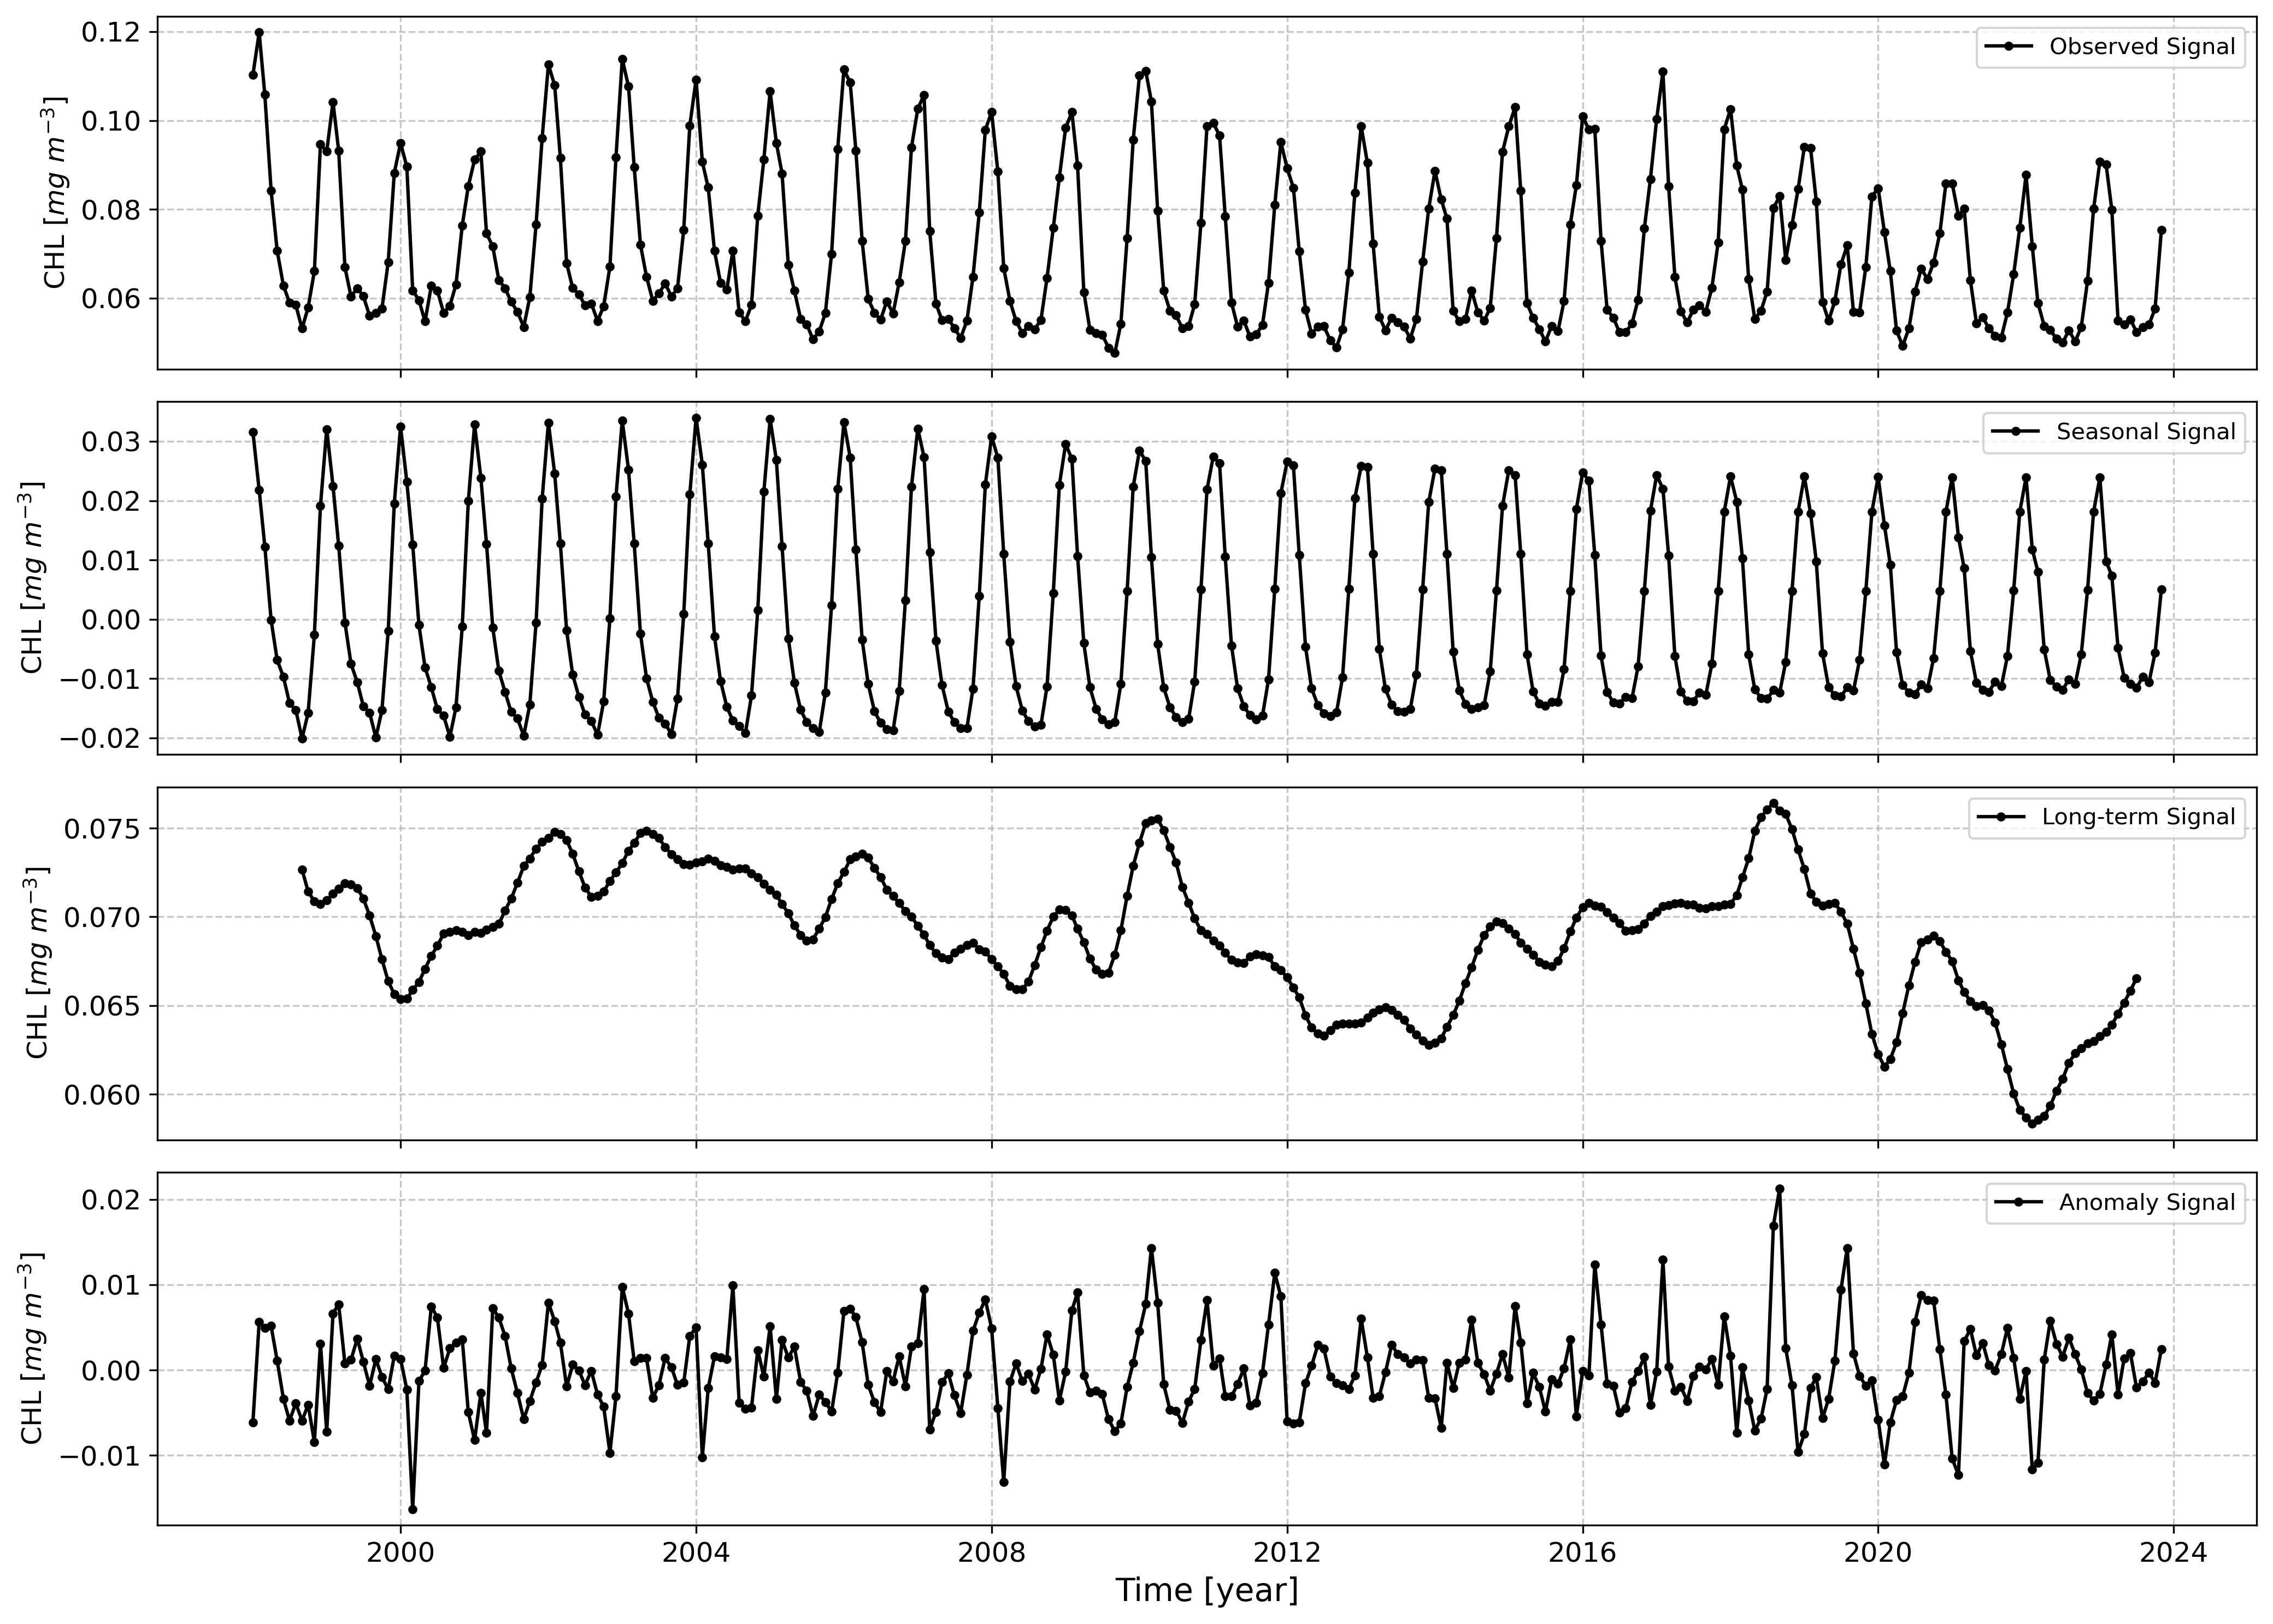 0.12
0.10
0.08
0.06
CHL [mg m⁻³]
Observed Signal
0.03
0.02
0.01
0.00
−0.01
−0.02
CHL [mg m⁻³]
Seasonal Signal
0.075
0.070
0.065
0.060
CHL [mg m⁻³]
Long-term Signal
0.02
0.01
0.00
−0.01
CHL [mg m⁻³]
Anomaly Signal
2000 2004 2008 2012 2016 2020 2024
Time [year]